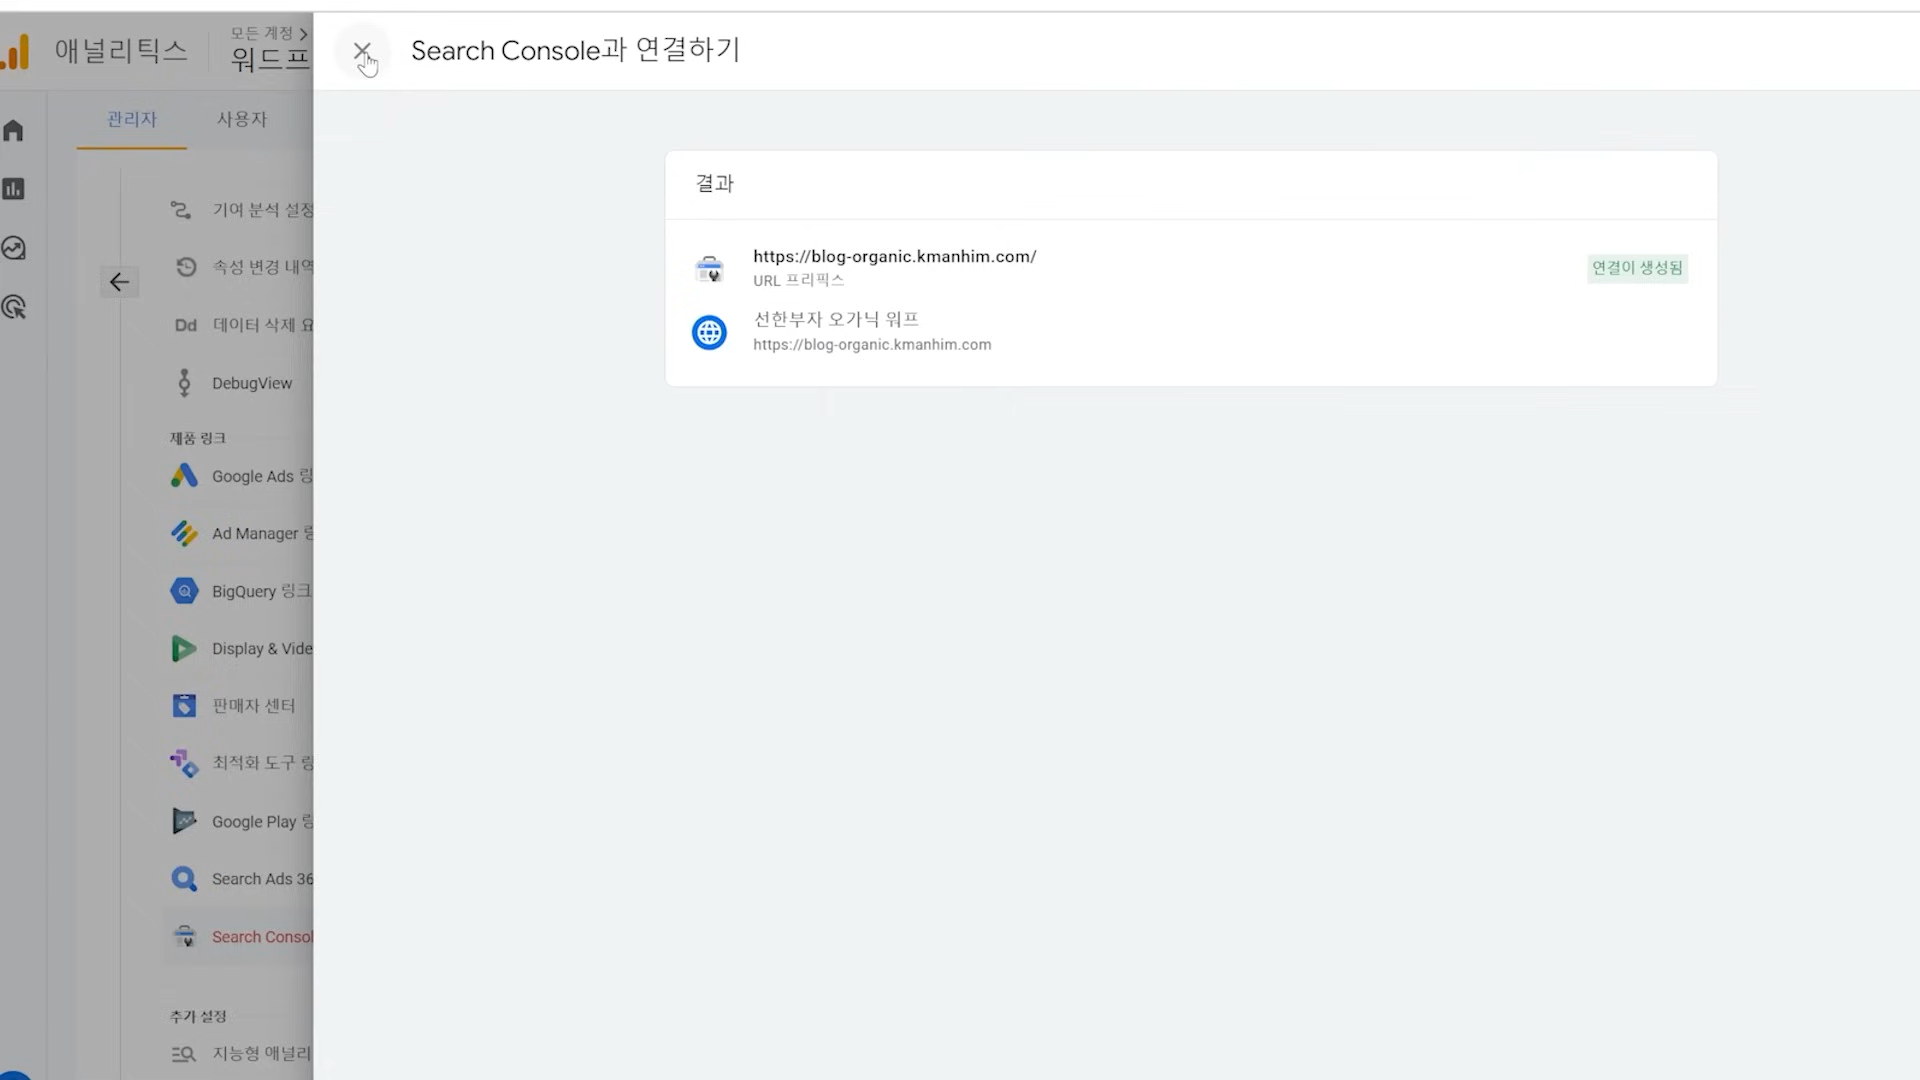 애널리틱스
모든 계정 >
워드프
Search Console과 연결하기
관리자
사용자
기여 분석 설정
속성 변경 내역
Dd 데이터 삭제 요
DebugView
제품 링크
Google Ads 링
Ad Manager 링
BigQuery 링크
Display & Vide
판매자 센터
최적화 도구 링
Google Play 링
Search Ads 36
Search Consol
추가 설정
지능형 애널리
결과
https://blog-organic.kmanhim.com/
URL 프리픽스
연결이 생성됨
선한부자 오가닉 워프
https://blog-organic.kmanhim.com